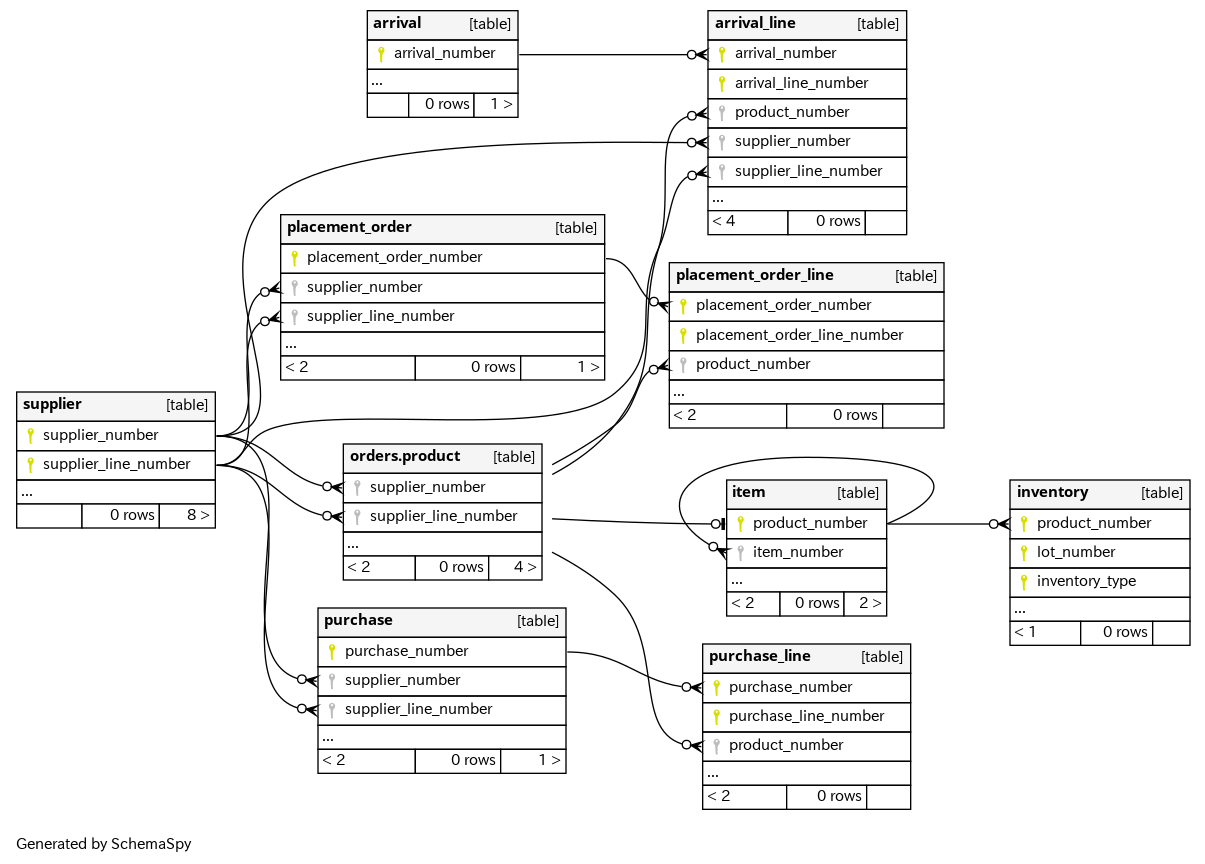 arrival [table]
arrival_number
...
0 rows 1 >
arrival_line [table]
arrival_number
arrival_line_number
product_number
supplier_number
supplier_line_number
...
< 4 0 rows
placement_order [table]
placement_order_number
supplier_number
supplier_line_number
...
< 2 0 rows 1 >
placement_order_line [table]
placement_order_number
placement_order_line_number
product_number
...
< 2 0 rows
supplier [table]
supplier_number
supplier_line_number
...
0 rows 8 >
orders.product [table]
supplier_number
supplier_line_number
...
< 2 0 rows 4 >
item [table]
product_number
item_number
...
< 2 0 rows 2 >
inventory [table]
product_number
lot_number
inventory_type
...
< 1 0 rows
purchase [table]
purchase_number
supplier_number
supplier_line_number
...
< 2 0 rows 1 >
purchase_line [table]
purchase_number
purchase_line_number
product_number
...
< 2 0 rows
Generated by SchemaSpy